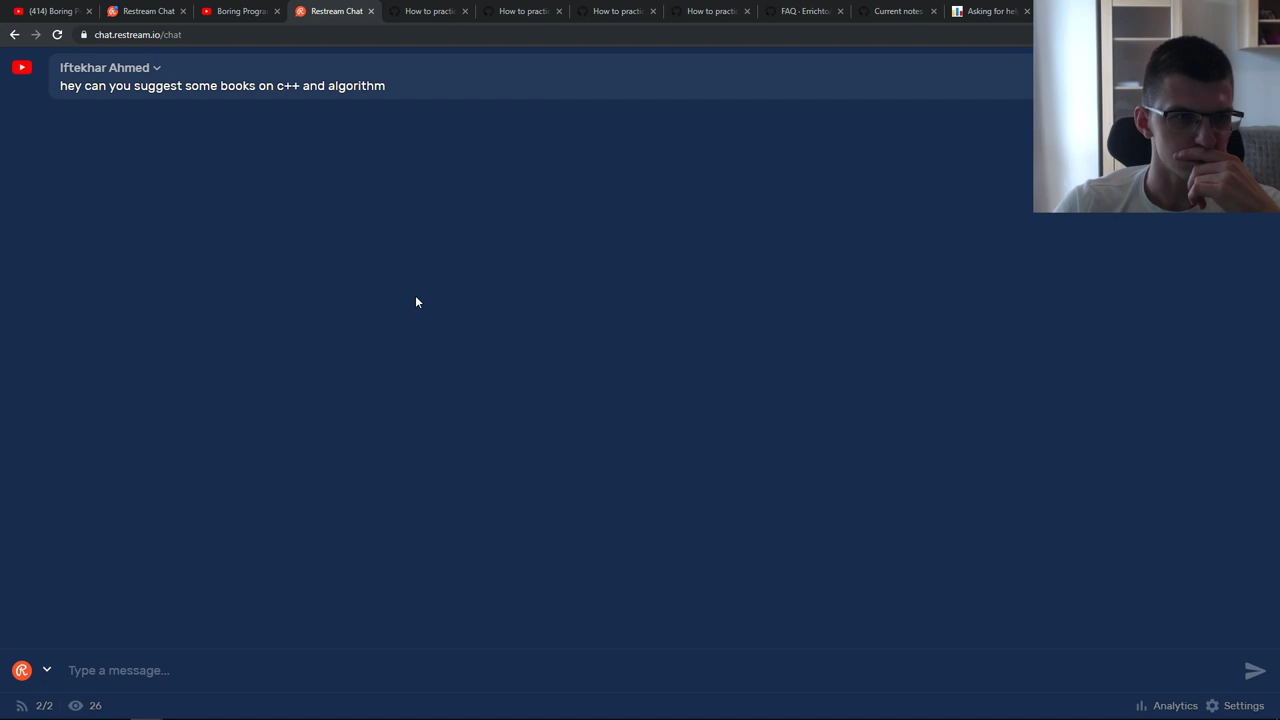 (414) Boring P
Restream Chat
Boring Progra
Restream Chat
How to practi
How to practi
How to practi
How to practi
FAQ · Errichto
Current notes
Asking for hel
chat.restream.io/chat
Iftekhar Ahmed
hey can you suggest some books on c++ and algorithm
Type a message...
2/2
26
Analytics
Settings